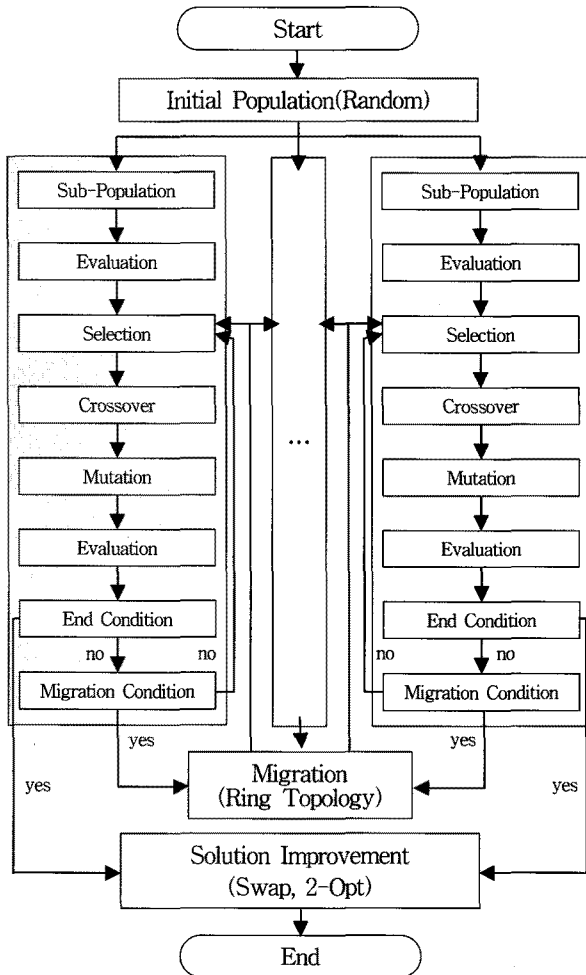 Start
Initial Population(Random)
Sub-Population
Evaluation
Selection
Crossover
Mutation
Evaluation
End Condition
no
no
Migration Condition
yes
yes
...
Sub-Population
Evaluation
Selection
Crossover
Mutation
Evaluation
End Condition
no
no
Migration Condition
yes
yes
Migration
(Ring Topology)
Solution Improvement
(Swap, 2-Opt)
End